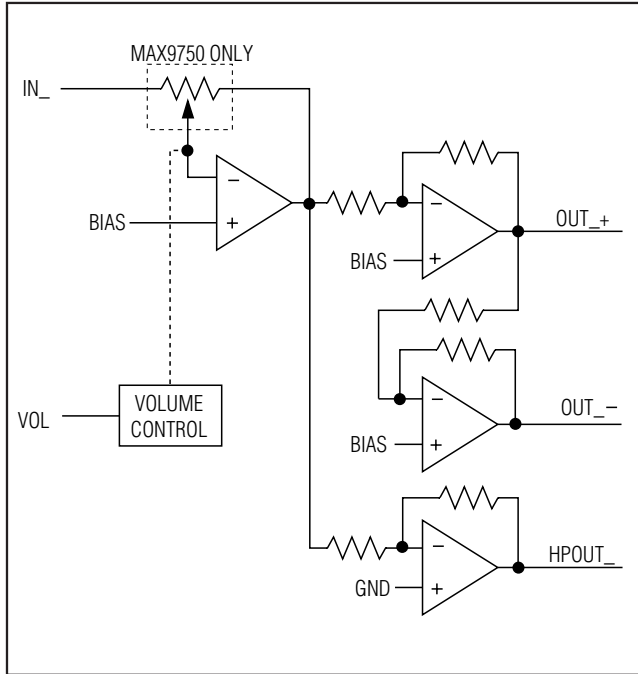 MAX9750 ONLY
IN_
−
+
BIAS
−
+
BIAS
OUT_+
VOL
VOLUME
CONTROL
−
+
BIAS
OUT_−
−
+
GND
HPOUT_